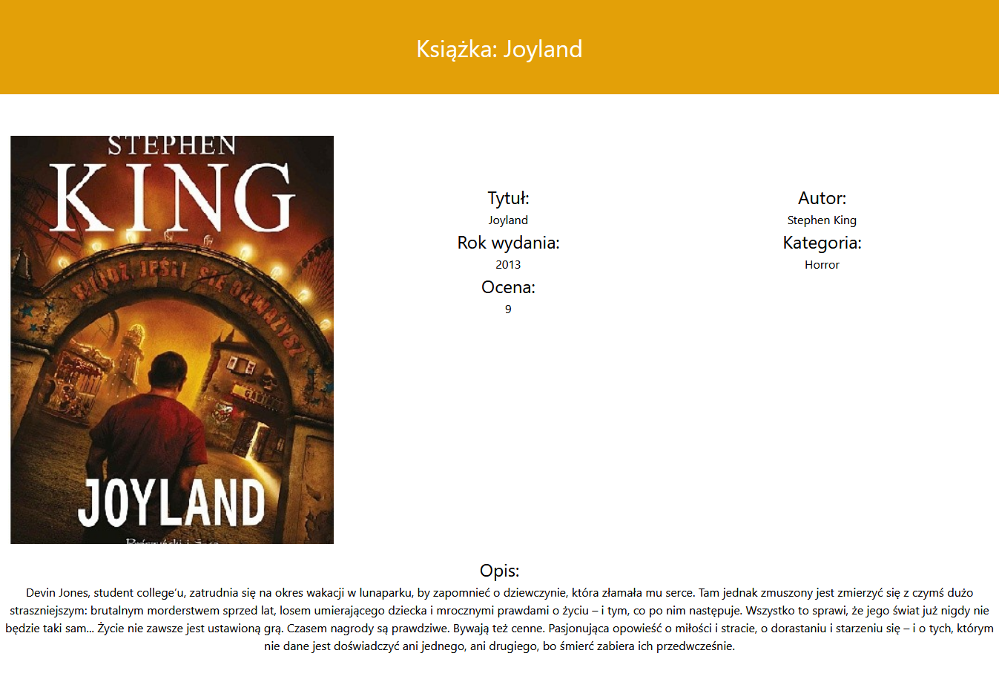 Książka: Joyland
STEPHEN
KING
WEJDŹ JEŚLI SIĘ ODWAŻYSZ
JOYLAND
Prószyński i S-ka
Tytuł:
Joyland
Rok wydania:
2013
Ocena:
9
Autor:
Stephen King
Kategoria:
Horror
Opis:
Devin Jones, student college’u, zatrudnia się na okres wakacji w lunaparku, by zapomnieć o dziewczynie, która złamała mu serce. Tam jednak zmuszony jest zmierzyć się z czymś dużo
straszniejszym: brutalnym morderstwem sprzed lat, losem umierającego dziecka i mrocznymi prawdami o życiu – i tym, co po nim następuje. Wszystko to sprawi, że jego świat już nigdy nie
będzie taki sam... Życie nie zawsze jest ustawioną grą. Czasem nagrody są prawdziwe. Bywają też cenne. Pasjonująca opowieść o miłości i stracie, o dorastaniu i starzeniu się – i o tych, którym
nie dane jest doświadczyć ani jednego, ani drugiego, bo śmierć zabiera ich przedwcześnie.